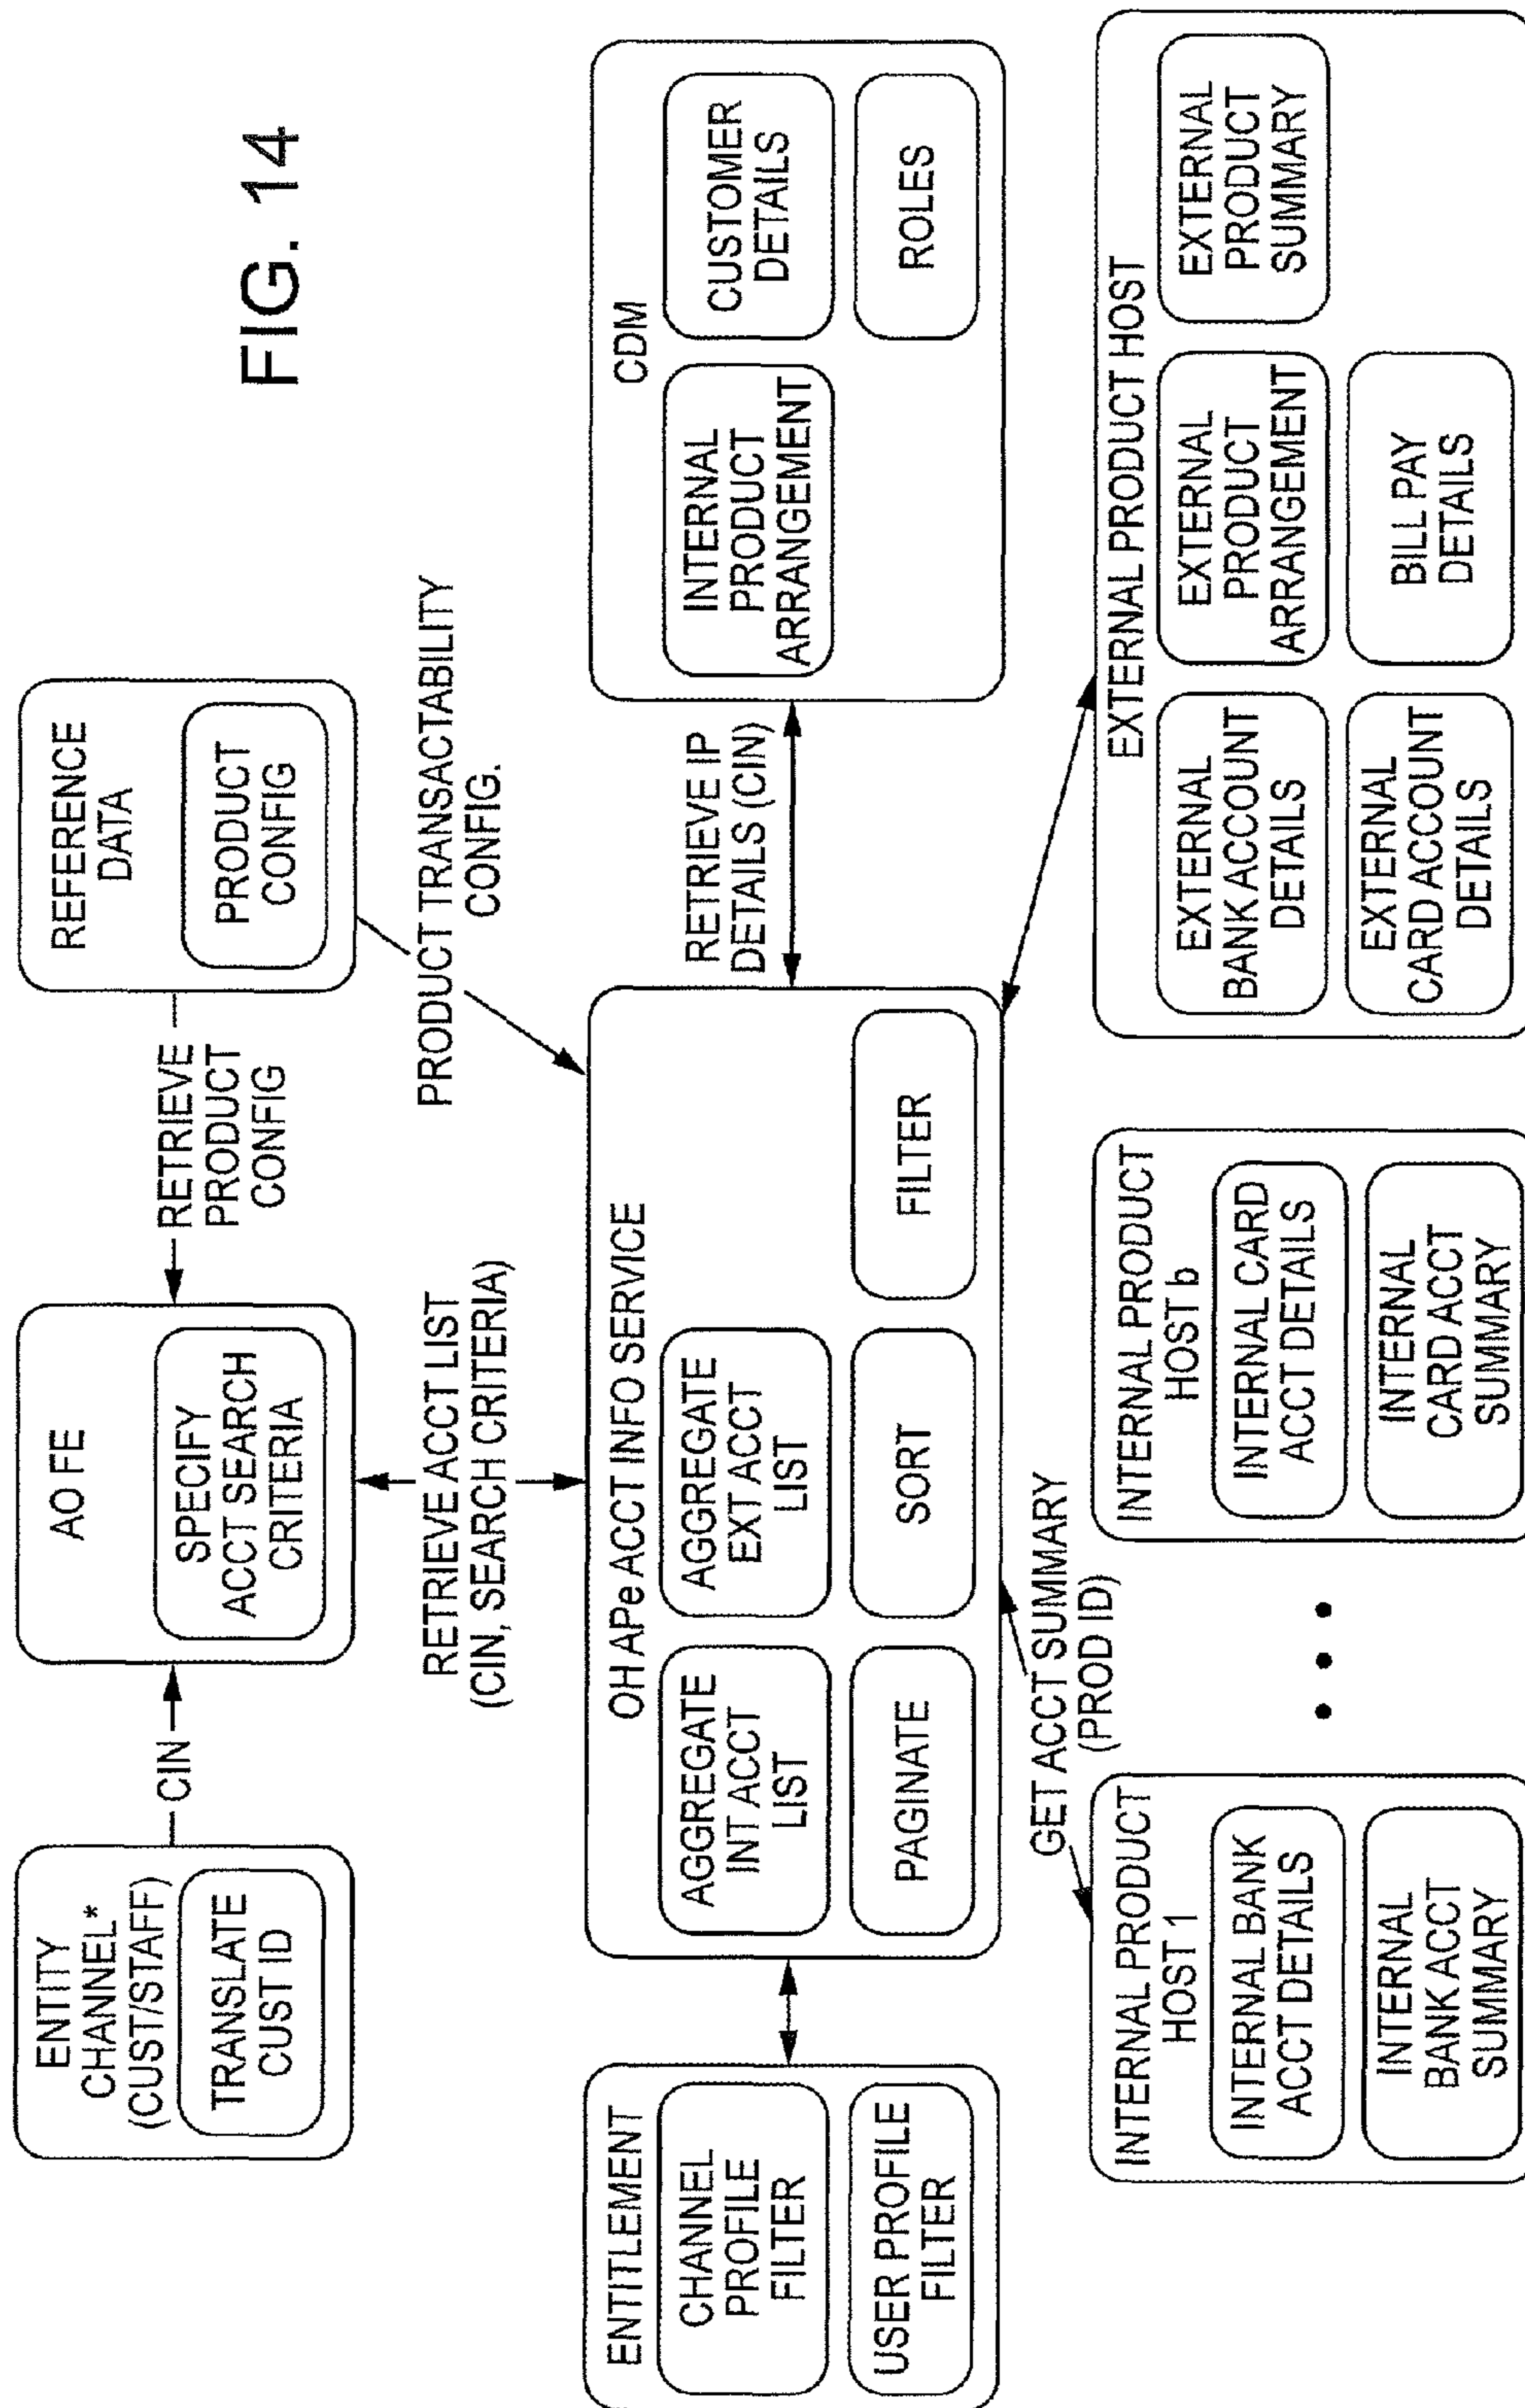 FIG. 14
ENTITY
CHANNEL*
(CUST/STAFF)
TRANSLATE
CUST ID
CIN
AO FE
SPECIFY
ACCT SEARCH
CRITERIA
RETRIEVE
PRODUCT
CONFIG
REFERENCE
DATA
PRODUCT
CONFIG
RETRIEVE ACCT LIST
(CIN, SEARCH CRITERIA)
PRODUCT TRANSACTABILITY
CONFIG.
ENTITLEMENT
CHANNEL
PROFILE
FILTER
USER PROFILE
FILTER
OH APe ACCT INFO SERVICE
AGGREGATE
INT ACCT
LIST
AGGREGATE
EXT ACCT
LIST
PAGINATE
SORT
FILTER
RETRIEVE IP
DETAILS (CIN)
CDM
INTERNAL
PRODUCT
ARRANGEMENT
CUSTOMER
DETAILS
ROLES
GET ACCT SUMMARY
(PROD ID)
INTERNAL PRODUCT
HOST 1
INTERNAL BANK
ACCT DETAILS
INTERNAL
BANK ACCT
SUMMARY
INTERNAL PRODUCT
HOST b
INTERNAL CARD
ACCT DETAILS
INTERNAL
CARD ACCT
SUMMARY
EXTERNAL PRODUCT HOST
EXTERNAL
BANK ACCOUNT
DETAILS
EXTERNAL
PRODUCT
ARRANGEMENT
EXTERNAL
PRODUCT
SUMMARY
EXTERNAL
CARD ACCOUNT
DETAILS
BILL PAY
DETAILS